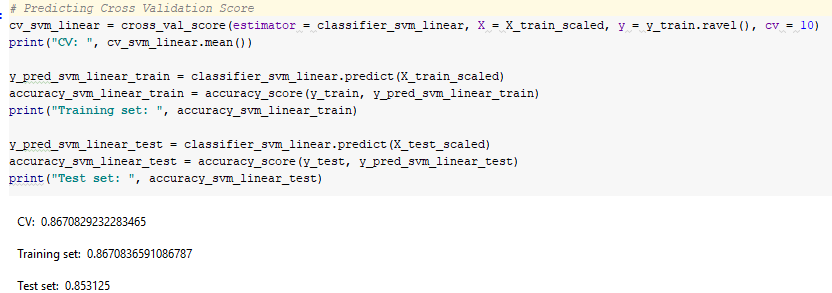 # Predicting Cross Validation Score
cv_svm_linear = cross_val_score(estimator = classifier_svm_linear, X = X_train_scaled, y = y_train.ravel(), cv = 10)
print("CV: ", cv_svm_linear.mean())
y_pred_svm_linear_train = classifier_svm_linear.predict(X_train_scaled)
accuracy_svm_linear_train = accuracy_score(y_train, y_pred_svm_linear_train)
print("Training set: ", accuracy_svm_linear_train)
y_pred_svm_linear_test = classifier_svm_linear.predict(X_test_scaled)
accuracy_svm_linear_test = accuracy_score(y_test, y_pred_svm_linear_test)
print("Test set: ", accuracy_svm_linear_test)
CV: 0.8670829232283465
Training set: 0.8670836591086787
Test set: 0.853125